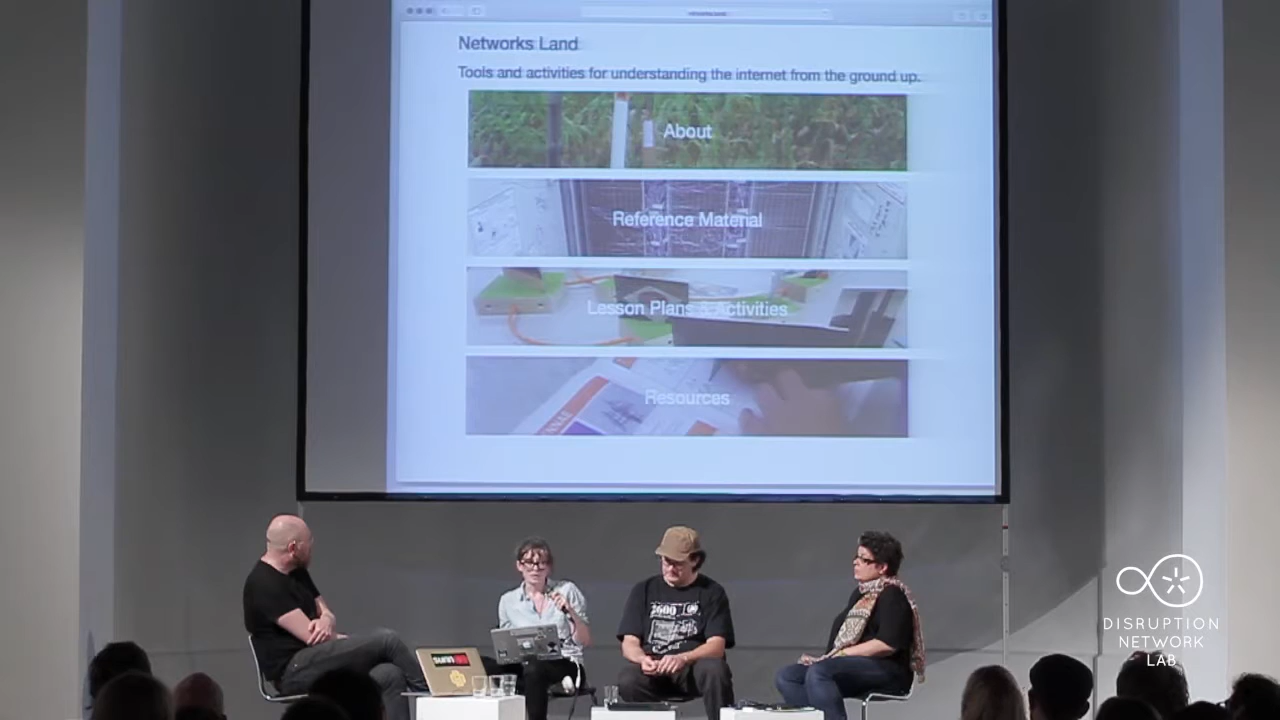 Networks Land
Tools and activities for understanding the internet from the ground up.
About
Reference Material
Lesson Plans & Activities
Resources
2600
DISRUPTION
NETWORK
LAB